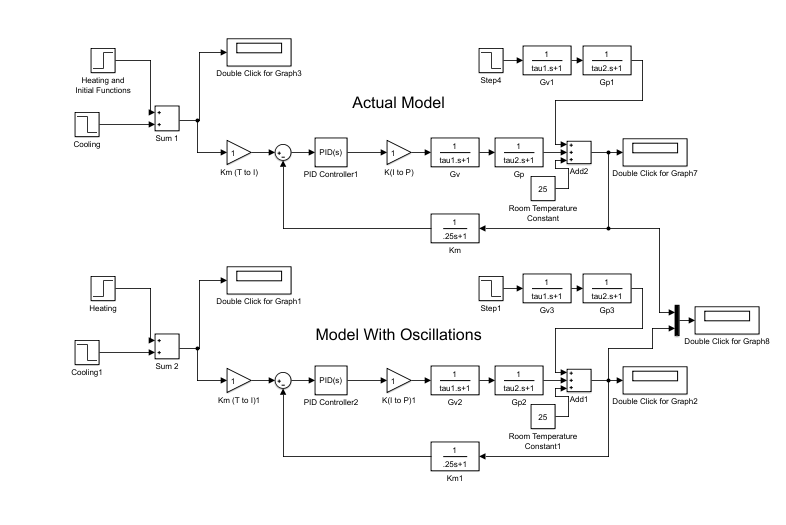 Heating and
Initial Functions
Cooling
+
+
Sum 1
Double Click for Graph3
Actual Model
Step4
1
tau1.s+1
Gv1
1
tau2.s+1
Gp1
1
Km (T to I)
+
-
PID(s)
PID Controller1
1
K(I to P)
1
tau1.s+1
Gv
1
tau2.s+1
Gp
+
+
+
Add2
Double Click for Graph7
25
Room Temperature
Constant
1
.25s+1
Km
Heating
Cooling1
+
+
Sum 2
Double Click for Graph1
Model With Oscillations
Step1
1
tau1.s+1
Gv3
1
tau2.s+1
Gp3
Double Click for Graph8
1
Km (T to I)1
+
-
PID(s)
PID Controller2
1
K(I to P)1
1
tau1.s+1
Gv2
1
tau2.s+1
Gp2
+
+
+
Add1
Double Click for Graph2
25
Room Temperature
Constant1
1
.25s+1
Km1